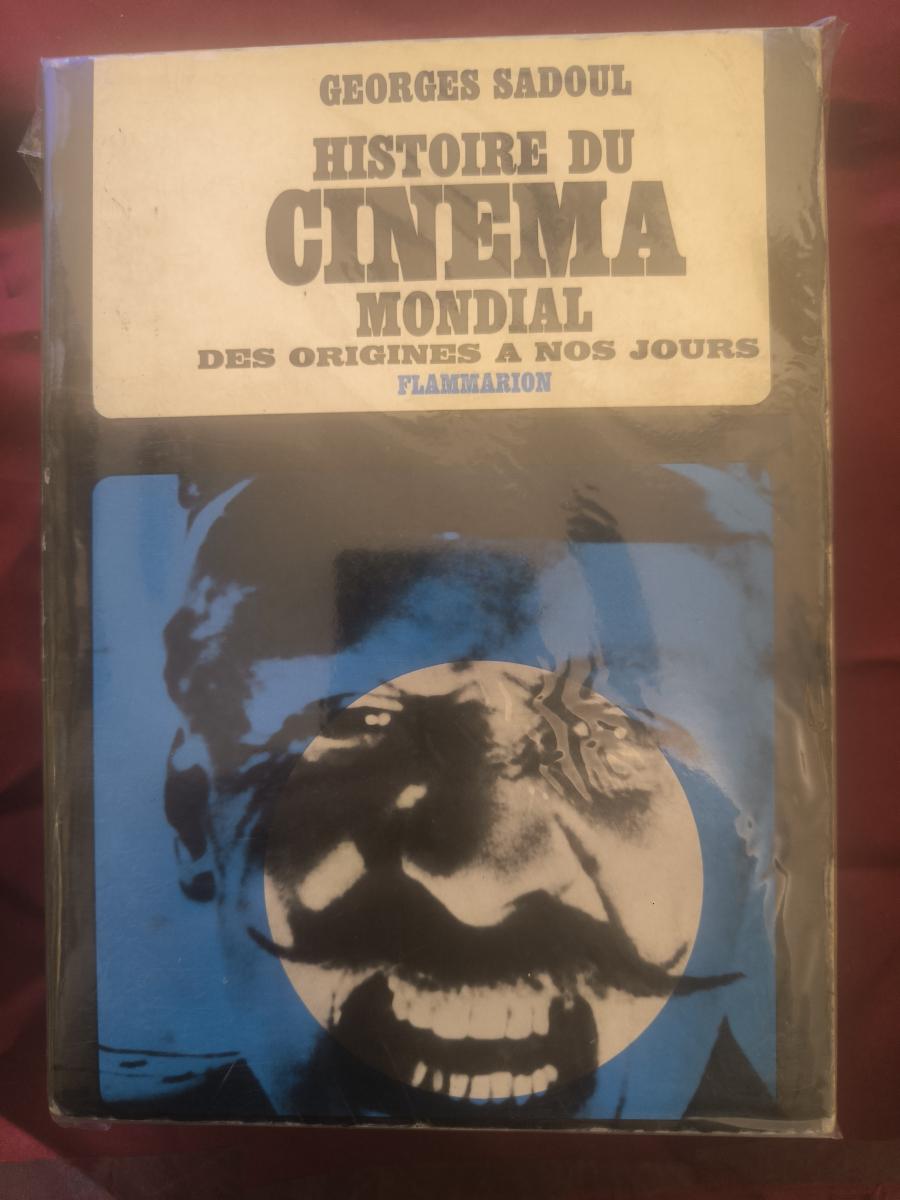 GEORGES SADOUL
HISTOIRE DU
CINEMA
MONDIAL
DES ORIGINES A NOS JOURS
FLAMMARION